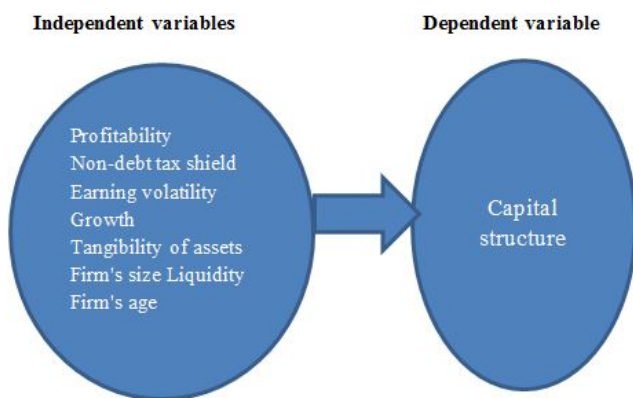 Independent variables
Dependent variable
Profitability
Non-debt tax shield
Earning volatility
Growth
Tangibility of assets
Firm's size Liquidity
Firm's age
Capital
structure